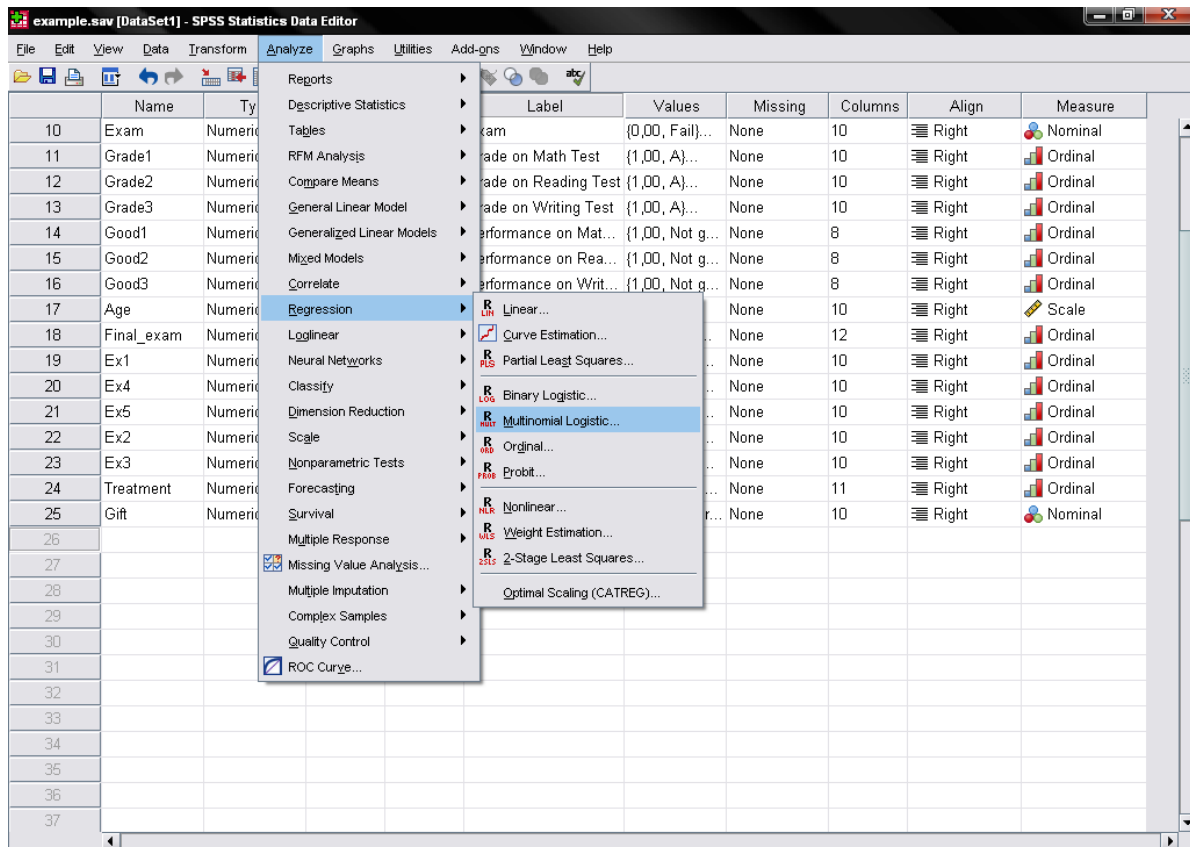 example.sav [DataSet1] - SPSS Statistics Data Editor
File Edit View Data Transform Analyze Graphs Utilities Add-ons Window Help
Name Ty Label Values Missing Columns Align Measure
10 Exam Numeric xam {0,00, Fail}... None 10 Right Nominal
11 Grade1 Numeric rade on Math Test {1,00, A}... None 10 Right Ordinal
12 Grade2 Numeric rade on Reading Test {1,00, A}... None 10 Right Ordinal
13 Grade3 Numeric rade on Writing Test {1,00, A}... None 10 Right Ordinal
14 Good1 Numeric erformance on Mat... {1,00, Not g... None 8 Right Ordinal
15 Good2 Numeric erformance on Rea... {1,00, Not g... None 8 Right Ordinal
16 Good3 Numeric erformance on Writ... {1,00, Not g... None 8 Right Ordinal
17 Age Numeric 10 Right Scale
18 Final_exam Numeric None 12 Right Ordinal
19 Ex1 Numeric None 10 Right Ordinal
20 Ex4 Numeric None 10 Right Ordinal
21 Ex5 Numeric None 10 Right Ordinal
22 Ex2 Numeric None 10 Right Ordinal
23 Ex3 Numeric None 10 Right Ordinal
24 Treatment Numeric None 11 Right Ordinal
25 Gift Numeric r... None 10 Right Nominal
26
27
28
29
30
31
32
33
34
35
36
37
Reports
Descriptive Statistics
Tables
RFM Analysis
Compare Means
General Linear Model
Generalized Linear Models
Mixed Models
Correlate
Regression
Loglinear
Neural Networks
Classify
Dimension Reduction
Scale
Nonparametric Tests
Forecasting
Survival
Multiple Response
Missing Value Analysis...
Multiple Imputation
Complex Samples
Quality Control
ROC Curve...
R LIN Linear...
Curve Estimation...
R PLS Partial Least Squares...
R LOG Binary Logistic...
R MULT Multinomial Logistic...
R ORD Ordinal...
R PROB Probit...
R NLR Nonlinear...
R WLS Weight Estimation...
R 2SLS 2-Stage Least Squares...
Optimal Scaling (CATREG)...